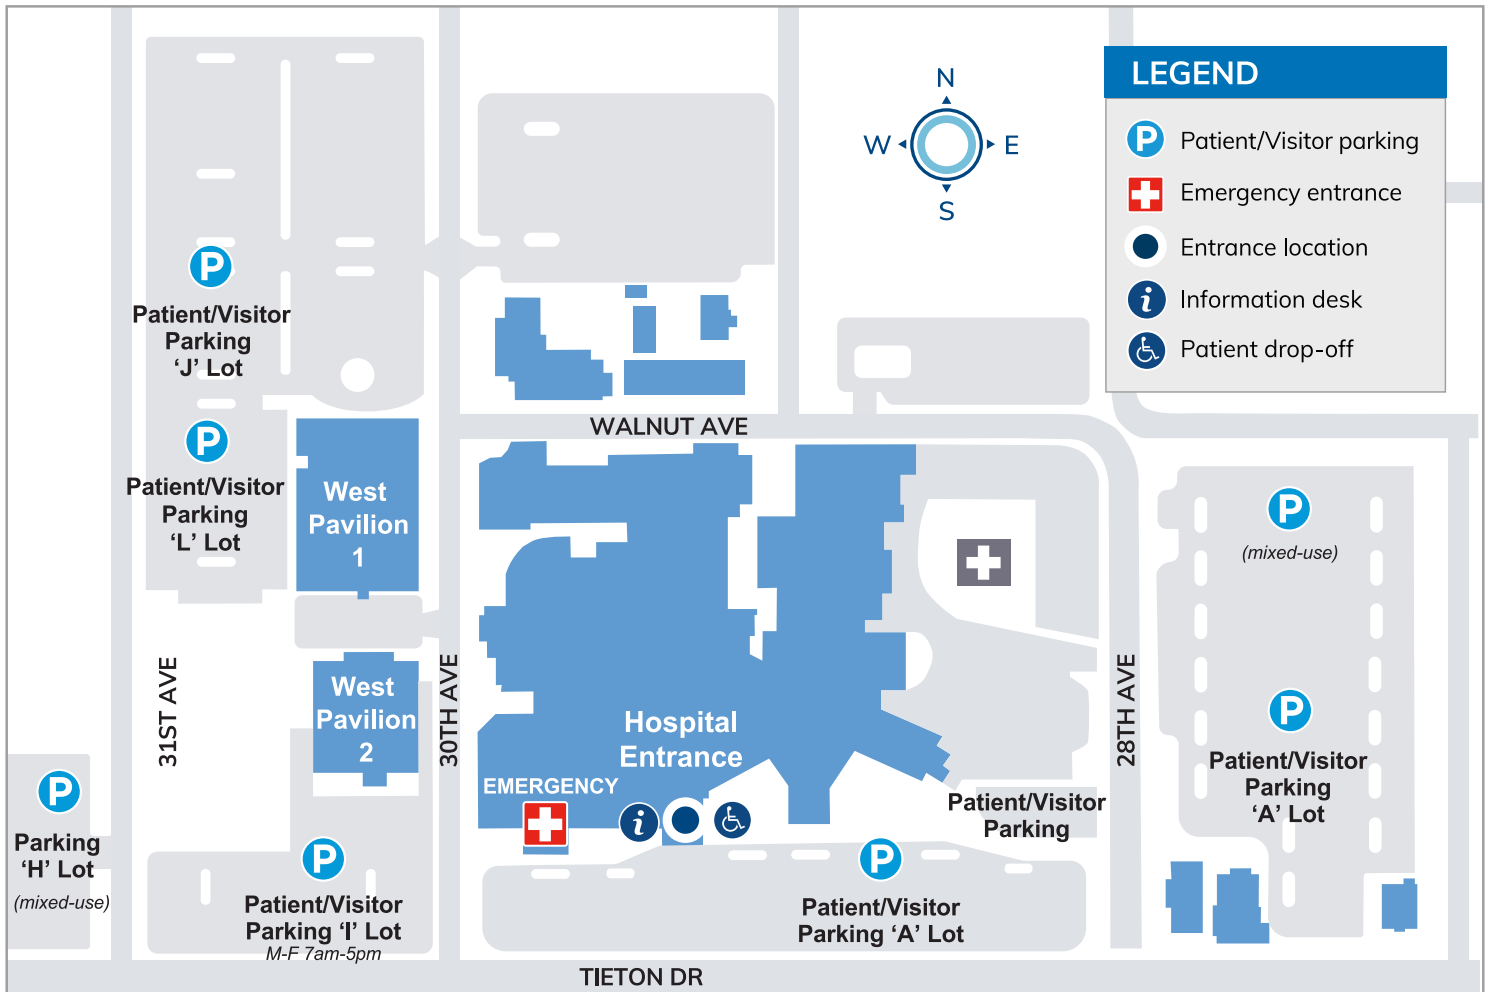 N
W
E
S
LEGEND
P
Patient/Visitor parking
Emergency entrance
Entrance location
i
Information desk
Patient drop-off
P
Patient/Visitor
Parking
‘J’ Lot
WALNUT AVE
P
Patient/Visitor
Parking
‘L’ Lot
West
Pavilion
1
P
(mixed-use)
31ST AVE
30TH AVE
28TH AVE
West
Pavilion
2
Hospital
Entrance
EMERGENCY
i
P
Patient/Visitor
Parking
‘A’ Lot
P
Parking
‘H’ Lot
(mixed-use)
Patient/Visitor
Parking
P
Patient/Visitor
Parking ‘I’ Lot
M-F 7am-5pm
P
Patient/Visitor
Parking ‘A’ Lot
TIETON DR